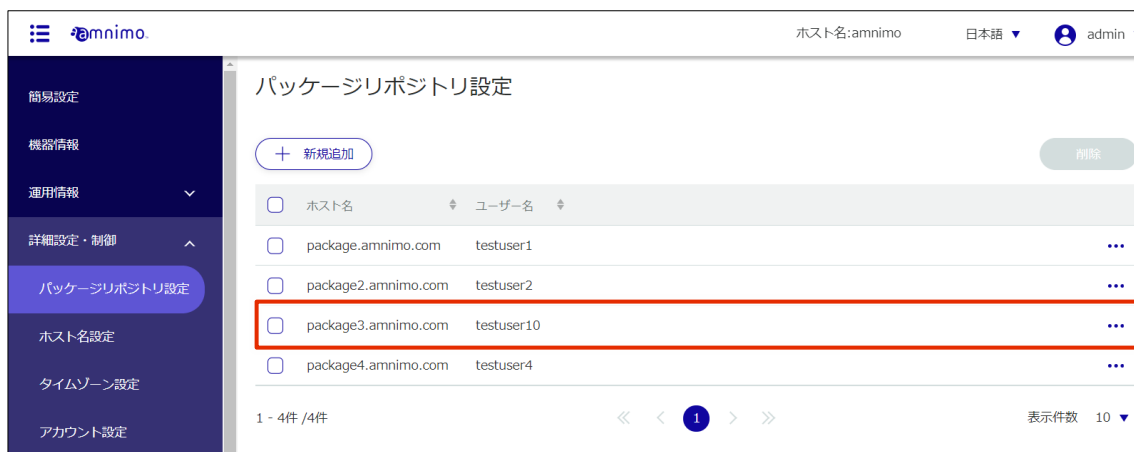 amnimo.
ホスト名:amnimo
日本語 ▼
admin
簡易設定
機器情報
運用情報
詳細設定・制御
パッケージリポジトリ設定
ホスト名設定
タイムゾーン設定
アカウント設定
パッケージリポジトリ設定
+ 新規追加
削除
ホスト名 ユーザー名
package.amnimo.com testuser1 •••
package2.amnimo.com testuser2 •••
package3.amnimo.com testuser10 •••
package4.amnimo.com testuser4 •••
1 - 4件 /4件
≪ < 1 > ≫
表示件数 10 ▼